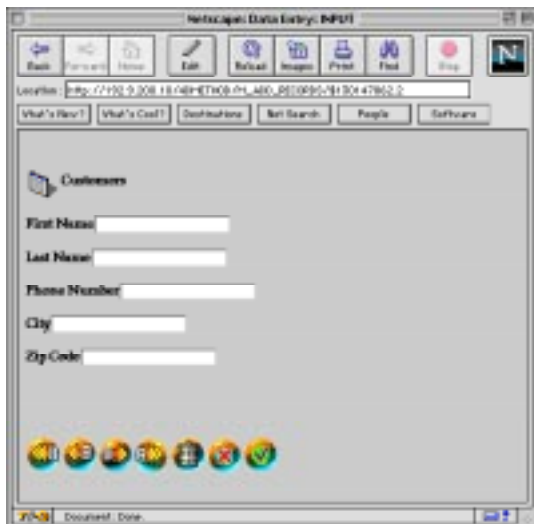 Netscape: Data Entry: INPUT
Back Forward Home Edit Reload Images Print Find Stop
N
Location:
What's New? What's Cool? Destinations Net Search People Software
Customers
First Name
Last Name
Phone Number
City
Zip Code
Document: Done.